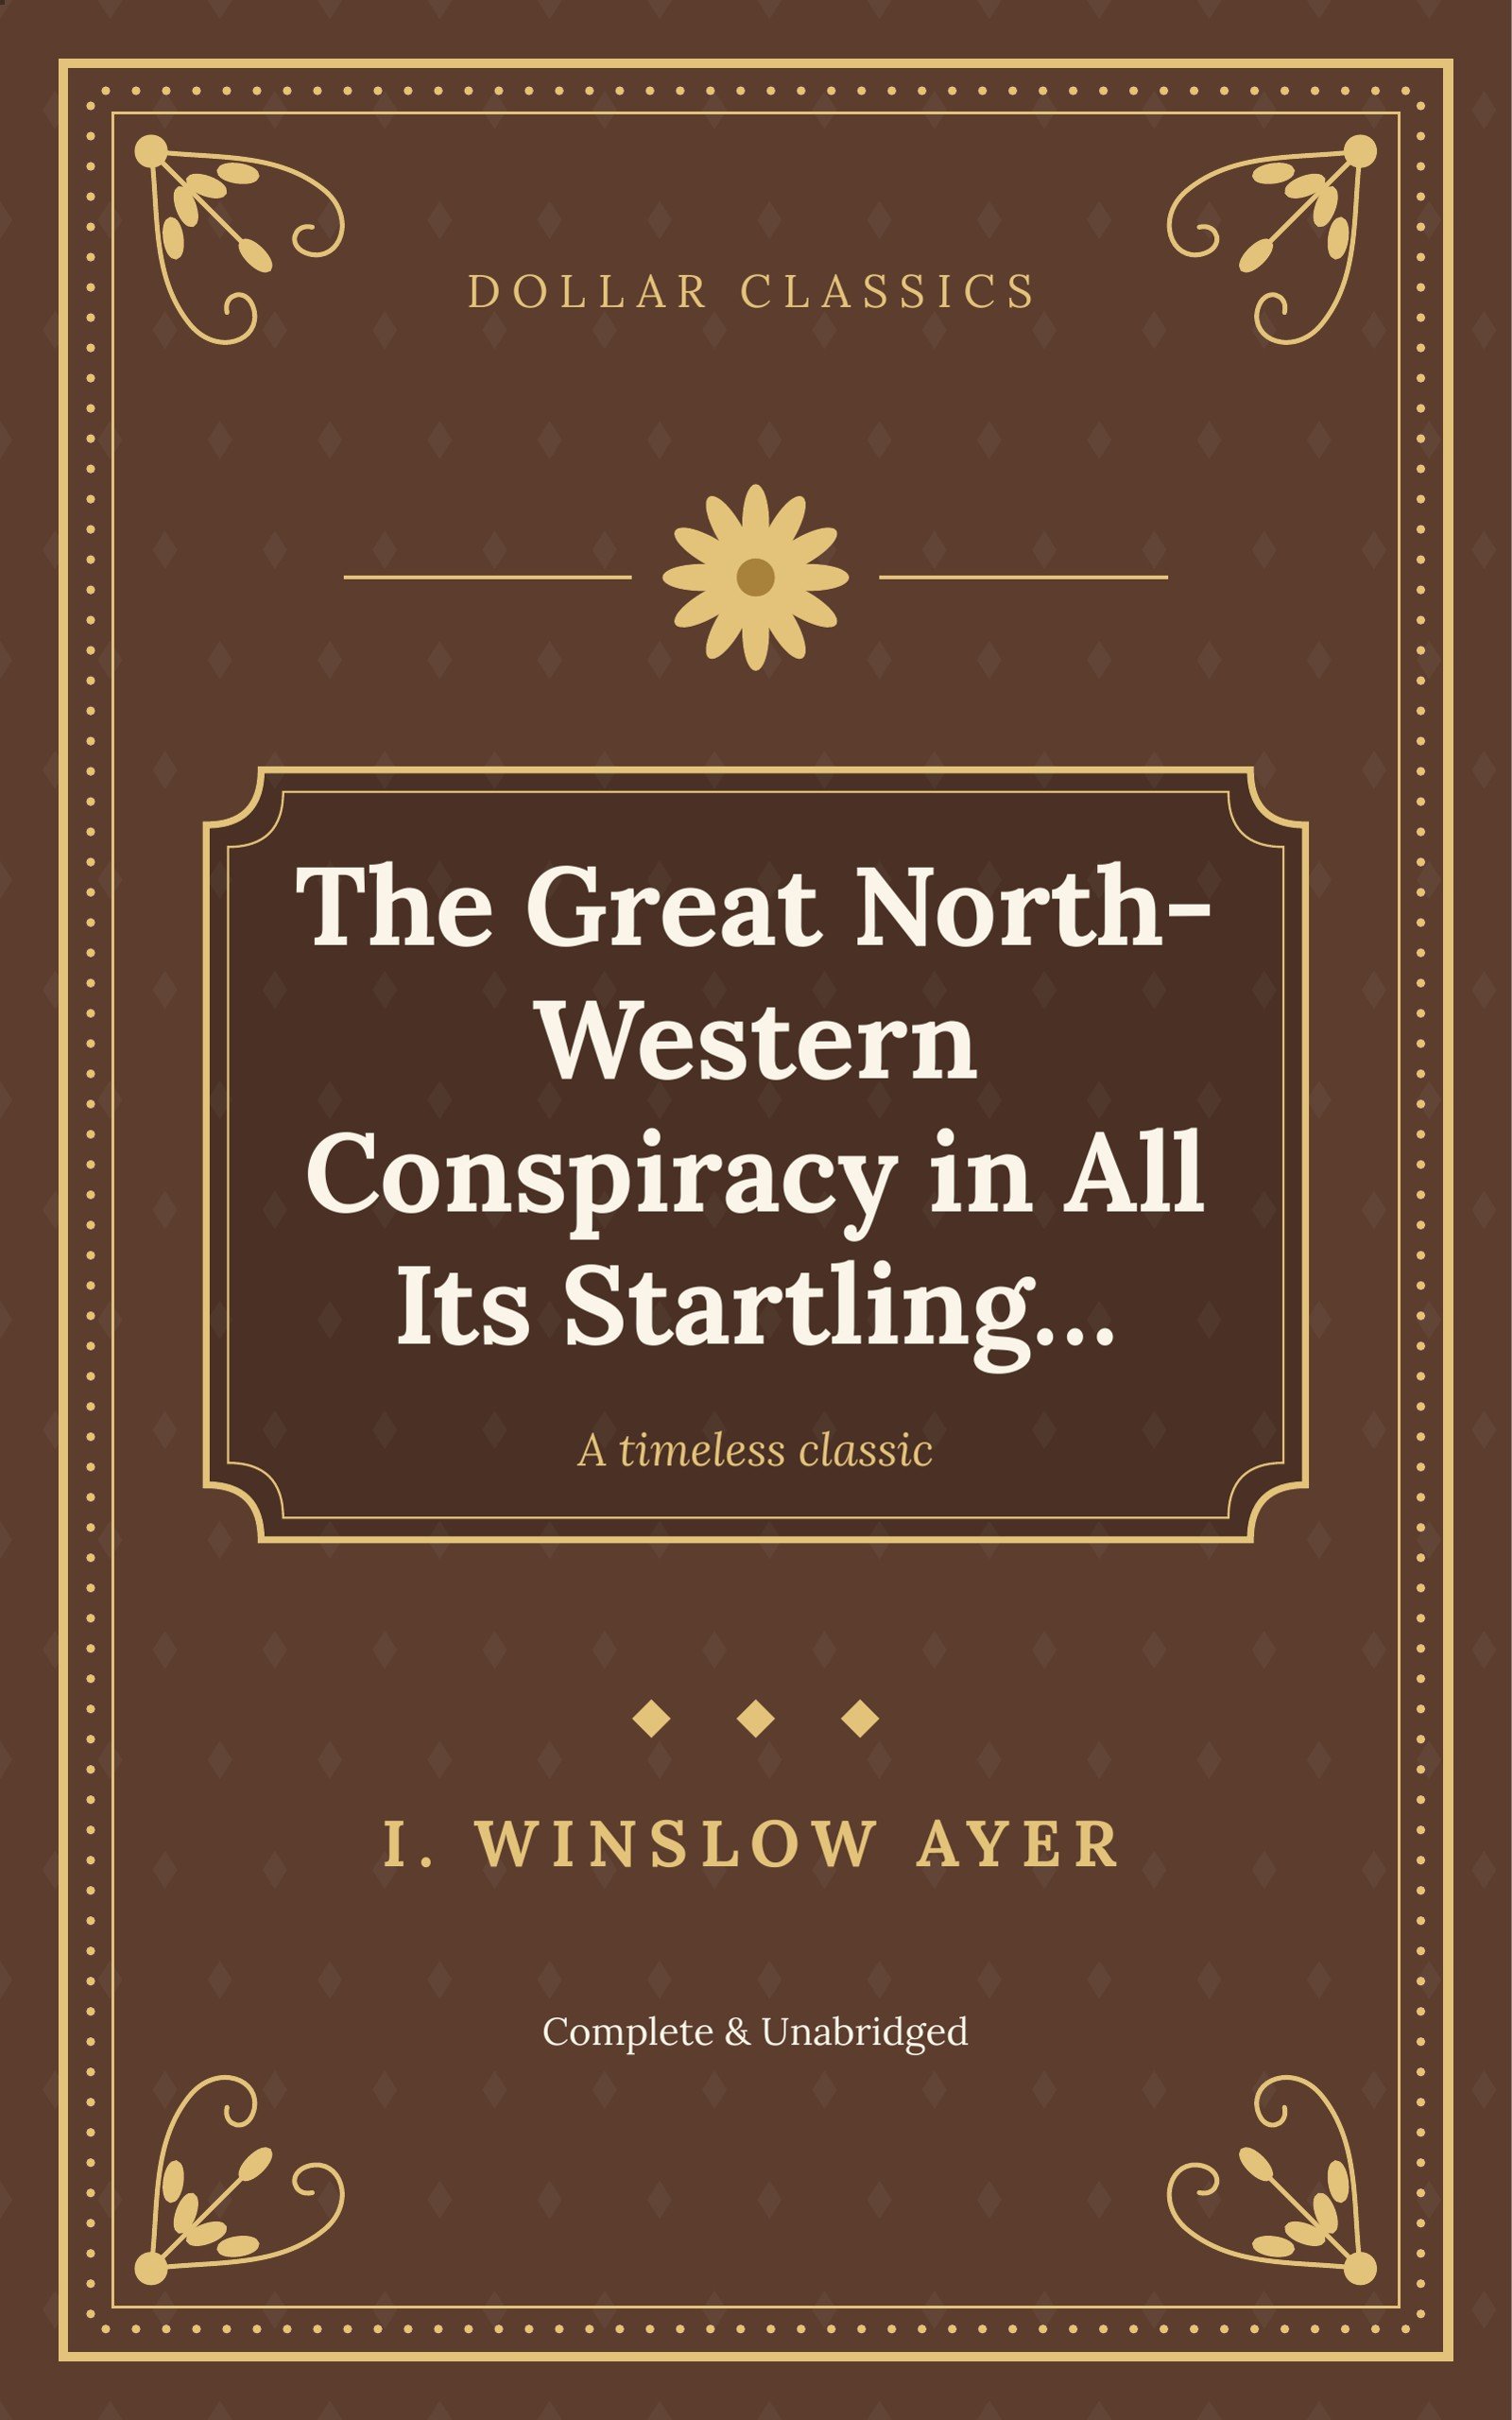 DOLLAR CLASSICS
The Great North-
Western
Conspiracy in All
Its Startling...
A timeless classic
I. WINSLOW AYER
Complete & Unabridged